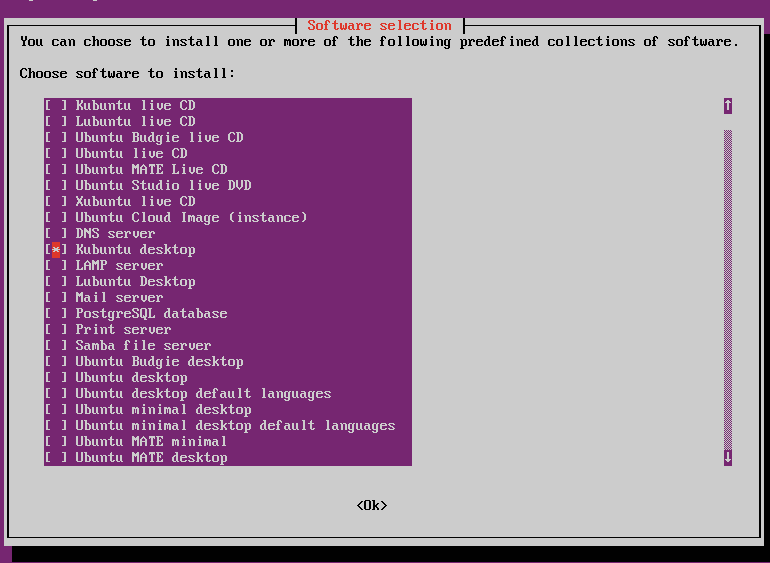 Software selection
You can choose to install one or more of the following predefined collections of software.
Choose software to install:
[ ] Kubuntu live CD
[ ] Lubuntu live CD
[ ] Ubuntu Budgie live CD
[ ] Ubuntu live CD
[ ] Ubuntu MATE Live CD
[ ] Ubuntu Studio live DVD
[ ] Xubuntu live CD
[ ] Ubuntu Cloud Image (instance)
[ ] DNS server
[*] Kubuntu desktop
[ ] LAMP server
[ ] Lubuntu Desktop
[ ] Mail server
[ ] PostgreSQL database
[ ] Print server
[ ] Samba file server
[ ] Ubuntu Budgie desktop
[ ] Ubuntu desktop
[ ] Ubuntu desktop default languages
[ ] Ubuntu minimal desktop
[ ] Ubuntu minimal desktop default languages
[ ] Ubuntu MATE minimal
[ ] Ubuntu MATE desktop
<Ok>